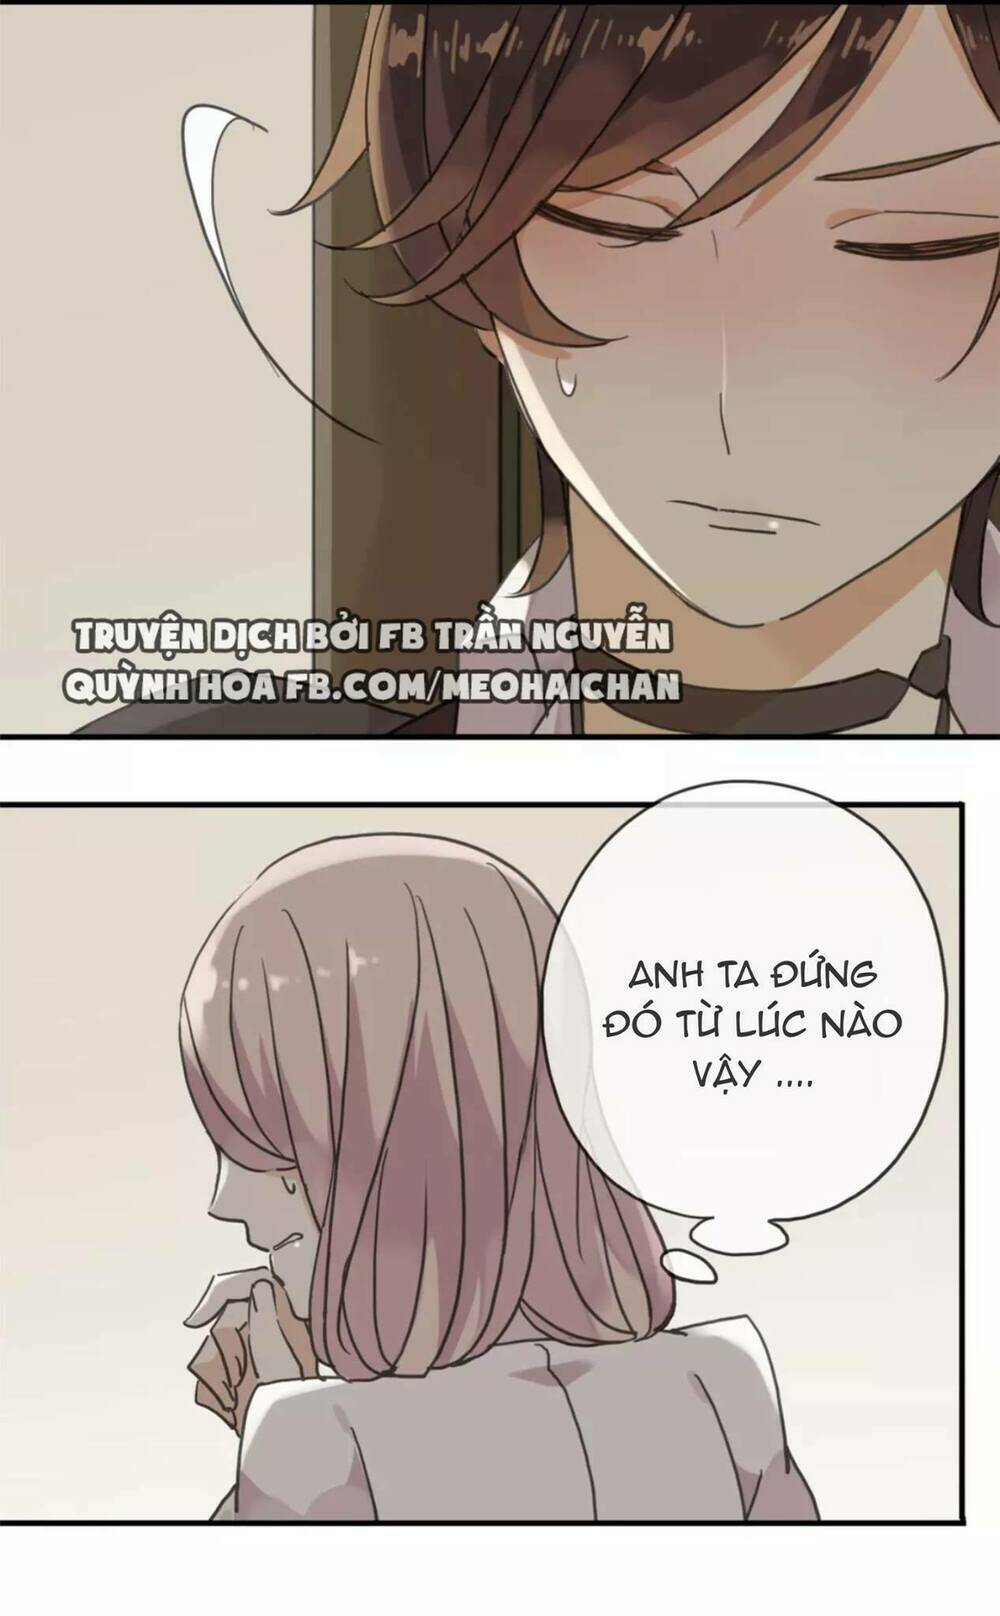 TRUYỆN DỊCH BỞI FB TRẦN NGUYỄN
QUỲNH HOA FB.COM/MEOHAICHAN
ANH TA ĐỨNG
ĐÓ TỪ LÚC NÀO
VẬY ....